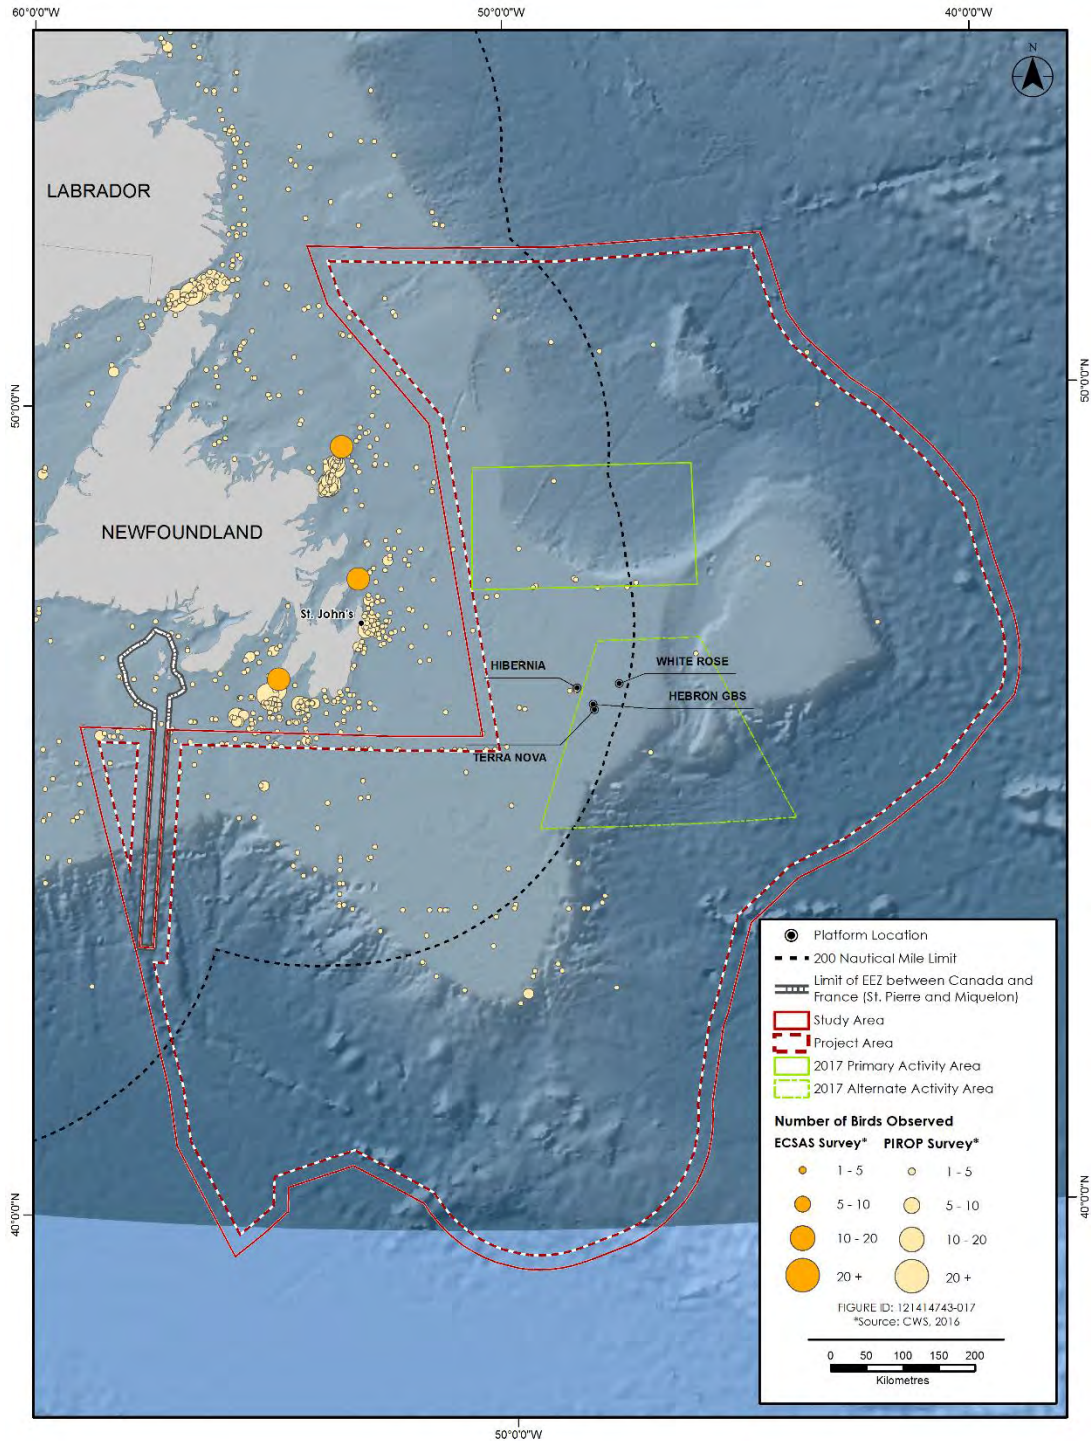 60°0'0"W
50°0'0"W
40°0'0"W
N
LABRADOR
50°0'0"N
50°0'0"N
NEWFOUNDLAND
St. John's
HIBERNIA
WHITE ROSE
HEBRON GBS
TERRA NOVA
Platform Location
200 Nautical Mile Limit
Limit of EEZ between Canada and
France (St. Pierre and Miquelon)
Study Area
Project Area
2017 Primary Activity Area
2017 Alternate Activity Area
Number of Birds Observed
ECSAS Survey* PIROP Survey*
1 - 5 1 - 5
5 - 10 5 - 10
10 - 20 10 - 20
20 + 20 +
FIGURE ID: 121414743-017
*Source: CWS, 2016
0 50 100 150 200
Kilometres
40°0'0"N
40°0'0"N
50°0'0"W